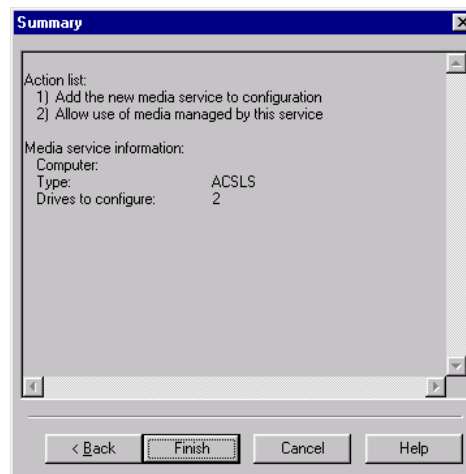 Summary
Action list:
1) Add the new media service to configuration
2) Allow use of media managed by this service
Media service information:
Computer:
Type: ACSLS
Drives to configure: 2
< Back Finish Cancel Help